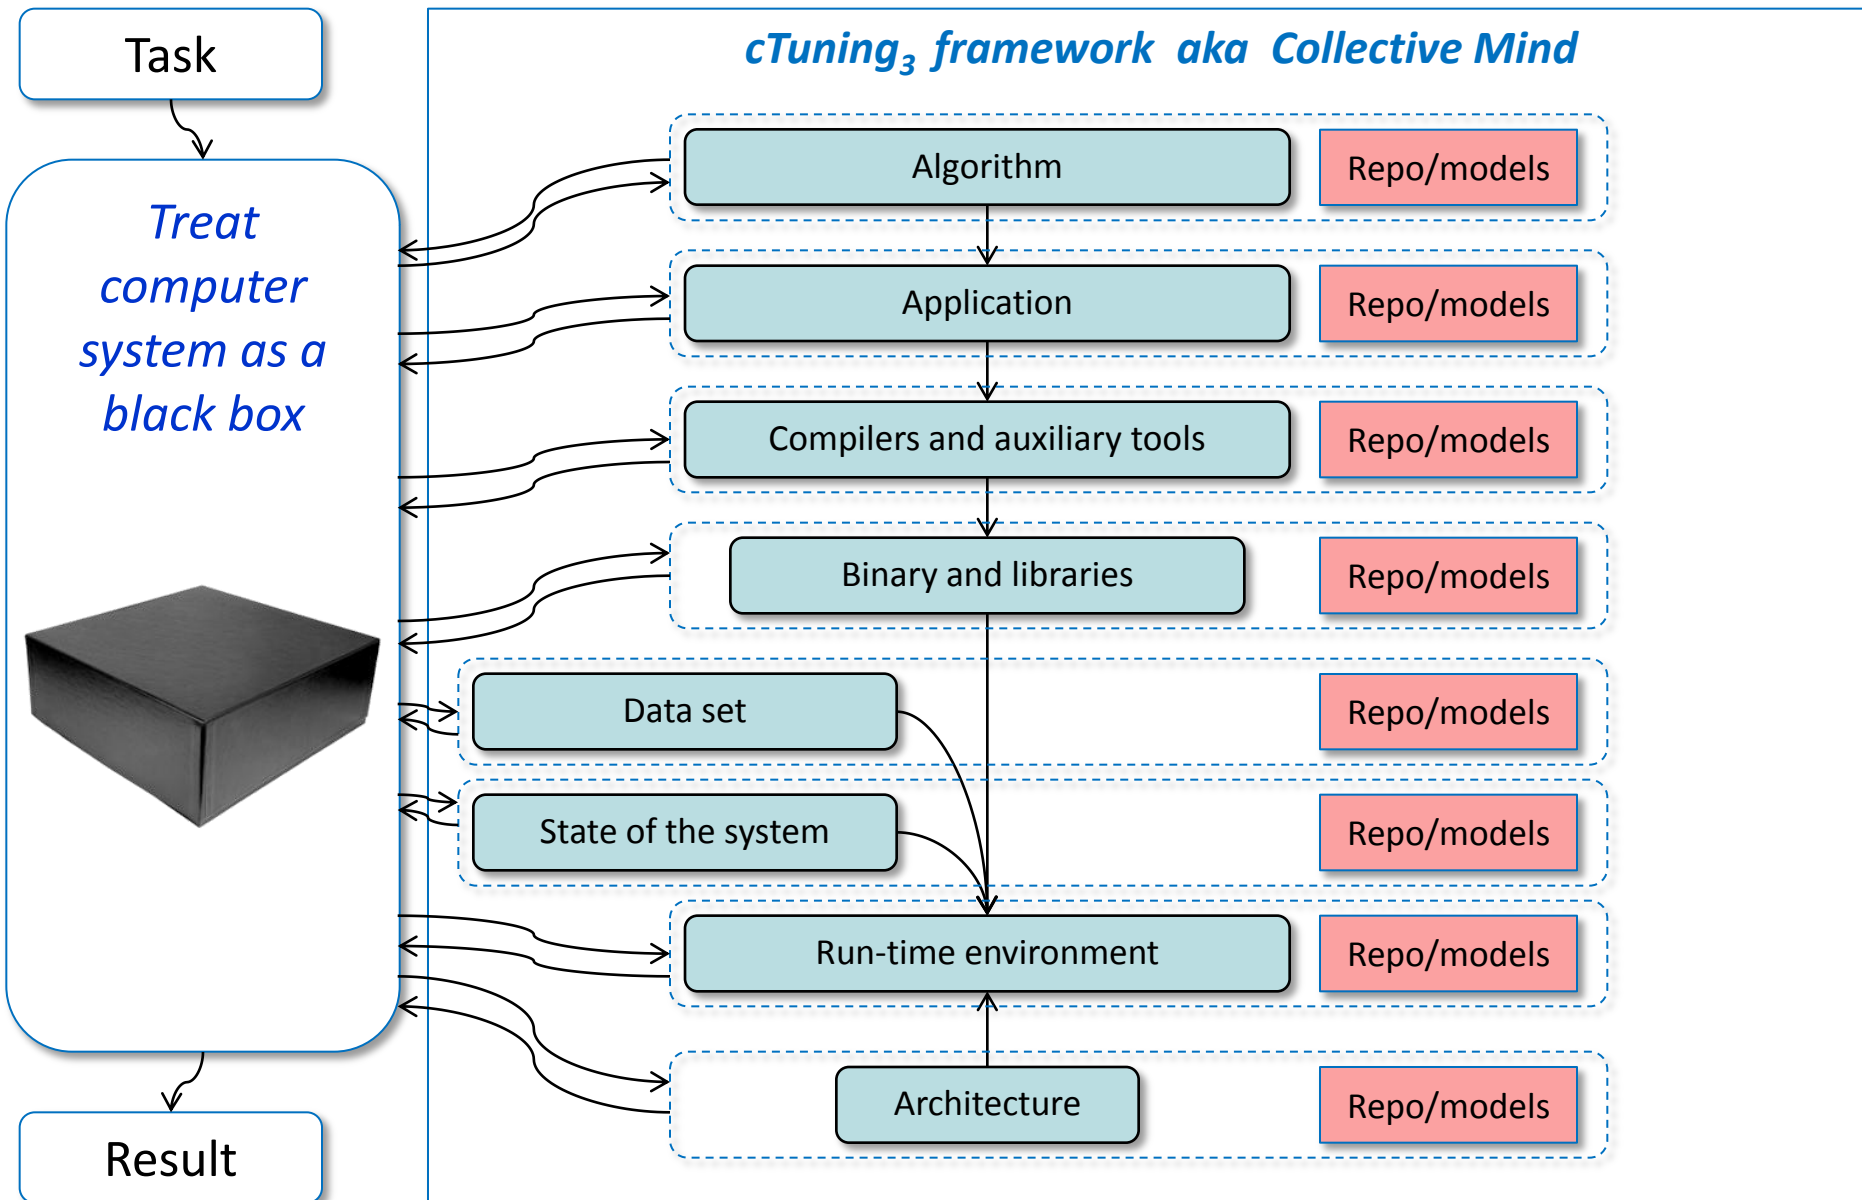 Task
cTuning3 framework aka Collective Mind
Treat
computer
system as a
black box
Algorithm
Repo/models
Application
Repo/models
Compilers and auxiliary tools
Repo/models
Binary and libraries
Repo/models
Data set
Repo/models
State of the system
Repo/models
Run-time environment
Repo/models
Architecture
Repo/models
Result